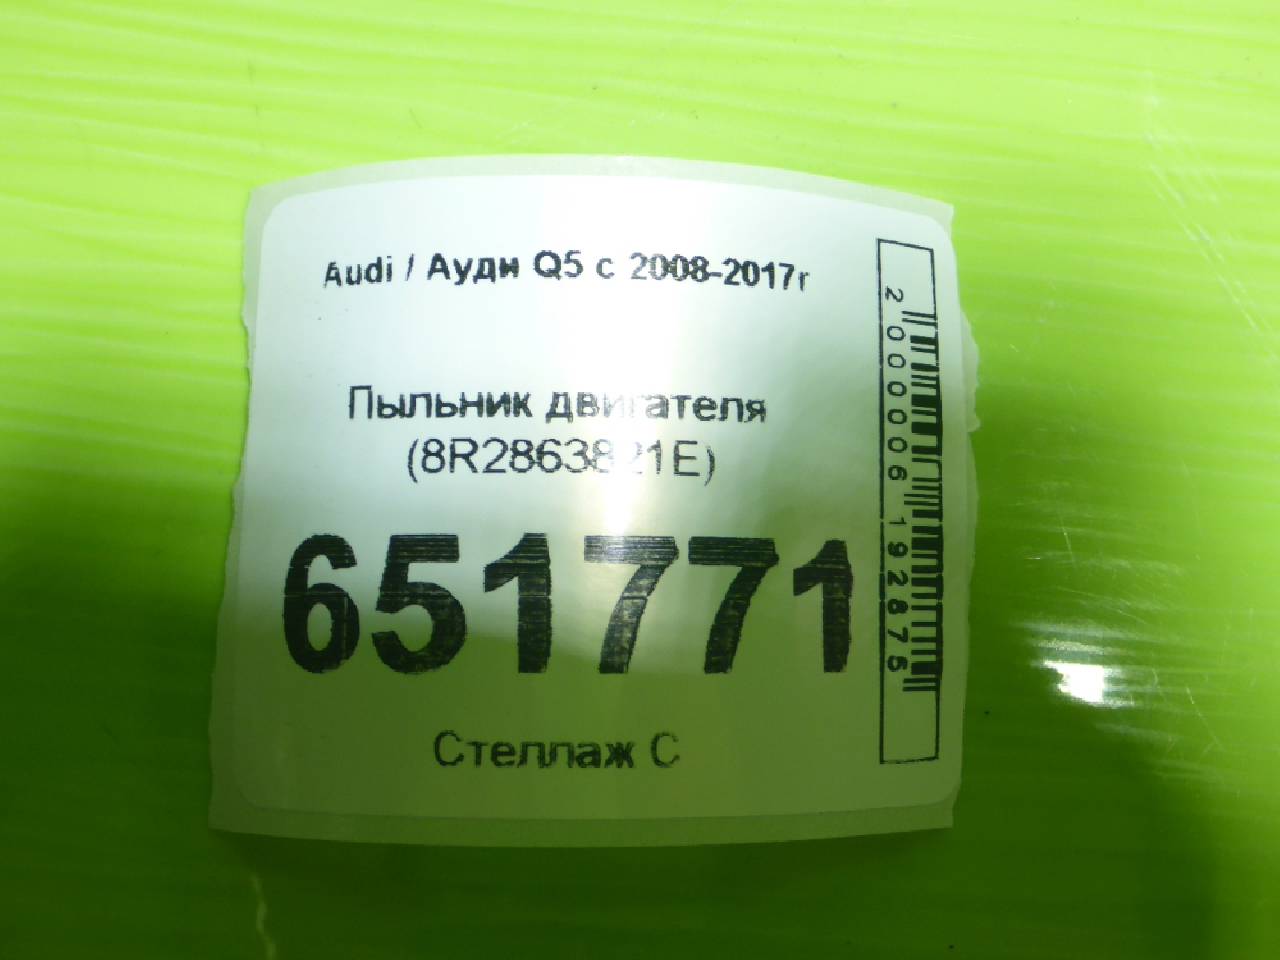 Audi / Ауди Q5 с 2008-2017г
Пыльник двигателя
(8R2863821E)
651771
Стеллаж С
2000006192875